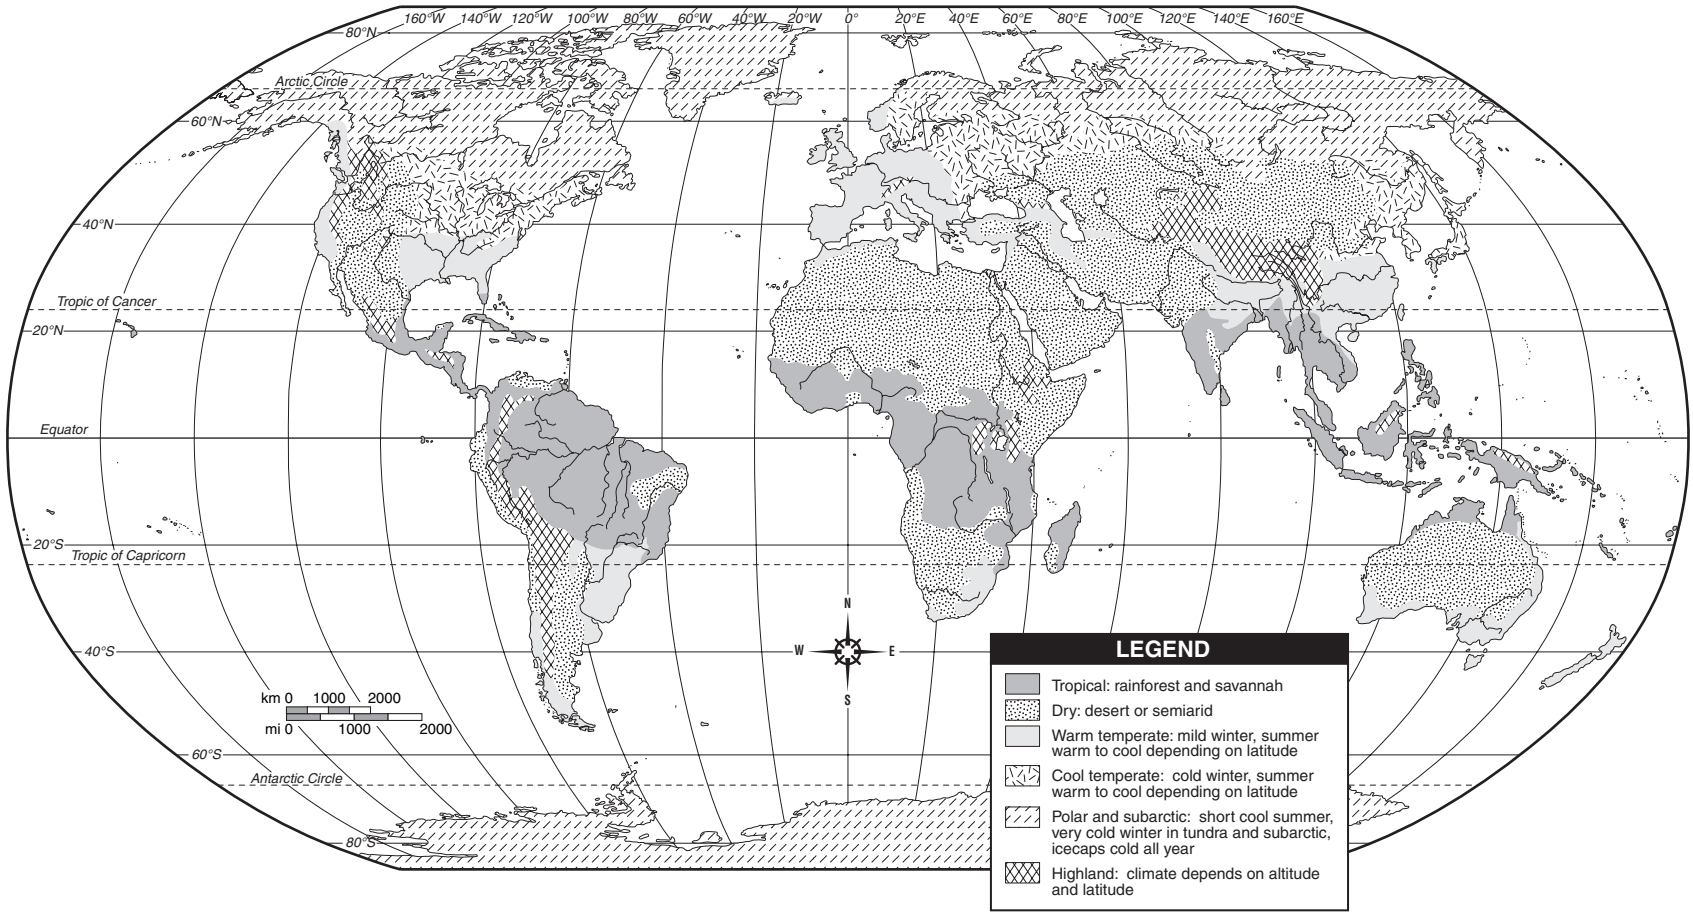 160°W 140°W 120°W 100°W 80°W 60°W 40°W 20°W 0° 20°E 40°E 60°E 80°E 100°E 120°E 140°E 160°E
80°N
Arctic Circle
60°N
40°N
Tropic of Cancer
20°N
Equator
20°S
Tropic of Capricorn
N
W E
S
40°S
km 0 1000 2000
mi 0 1000 2000
60°S
Antarctic Circle
80°S
LEGEND
Tropical: rainforest and savannah
Dry: desert or semiarid
Warm temperate: mild winter, summer
warm to cool depending on latitude
Cool temperate: cold winter, summer
warm to cool depending on latitude
Polar and subarctic: short cool summer,
very cold winter in tundra and subarctic,
icecaps cold all year
Highland: climate depends on altitude
and latitude